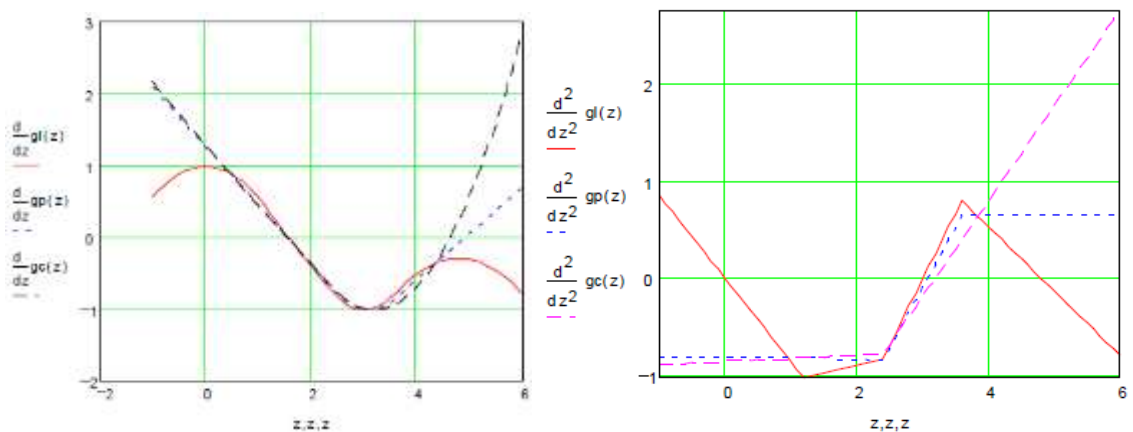 3
2
1
0
−1
−2
−2 0 2 4 6
z,z,z
d/dz gl(z)
d/dz gp(z)
d/dz gc(z)
2
1
0
−1
0 2 4 6
z,z,z
d²/dz² gl(z)
d²/dz² gp(z)
d²/dz² gc(z)